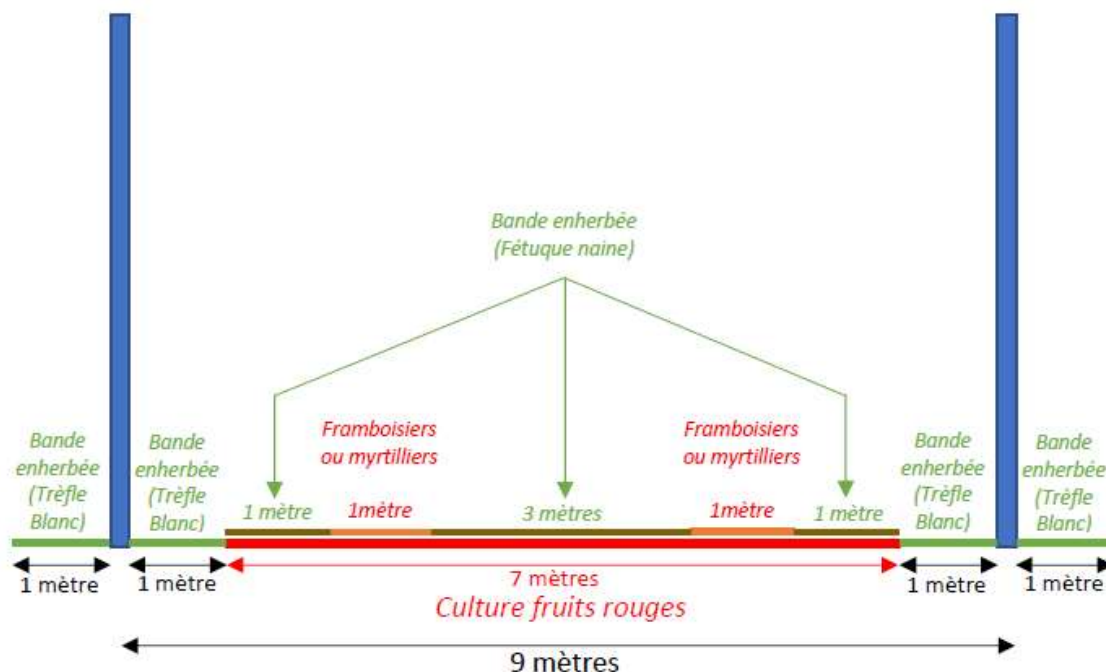 Bande enherbée
(Fétuque naine)
Bande
enherbée
(Trèfle
Blanc)
Bande
enherbée
(Trèfle
Blanc)
Framboisiers
ou myrtilliers
Framboisiers
ou myrtilliers
Bande
enherbée
(Trèfle
Blanc)
Bande
enherbée
(Trèfle
Blanc)
1 mètre
1mètre
3 mètres
1mètre
1 mètre
1 mètre
1 mètre
7 mètres
1 mètre
1 mètre
Culture fruits rouges
9 mètres